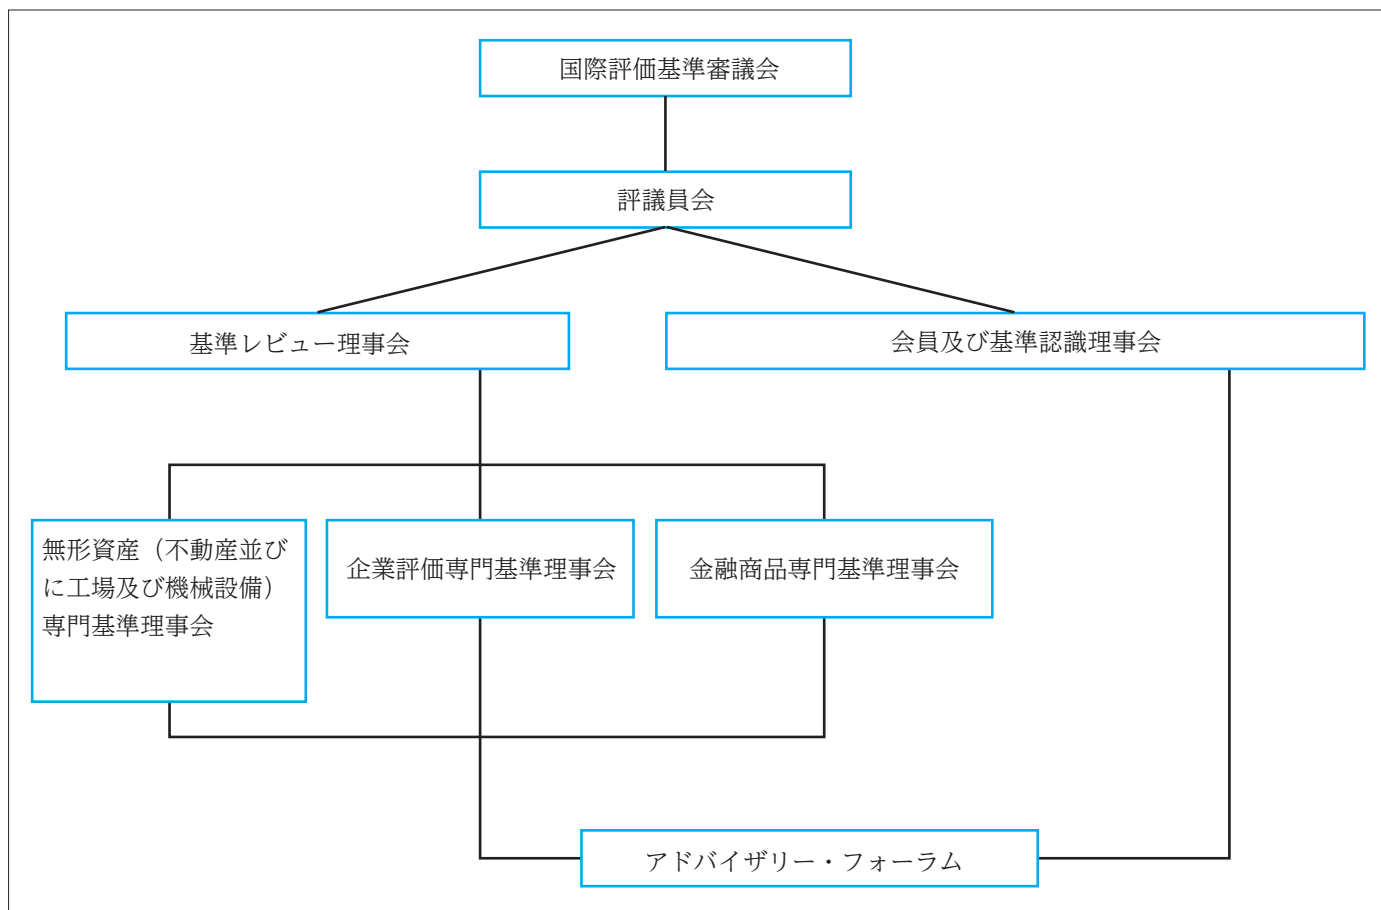 国際評価基準審議会
評議員会
基準レビュー理事会
会員及び基準認識理事会
無形資産（不動産並び
に工場及び機械設備）
専門基準理事会
企業評価専門基準理事会
金融商品専門基準理事会
アドバイザリー・フォーラム